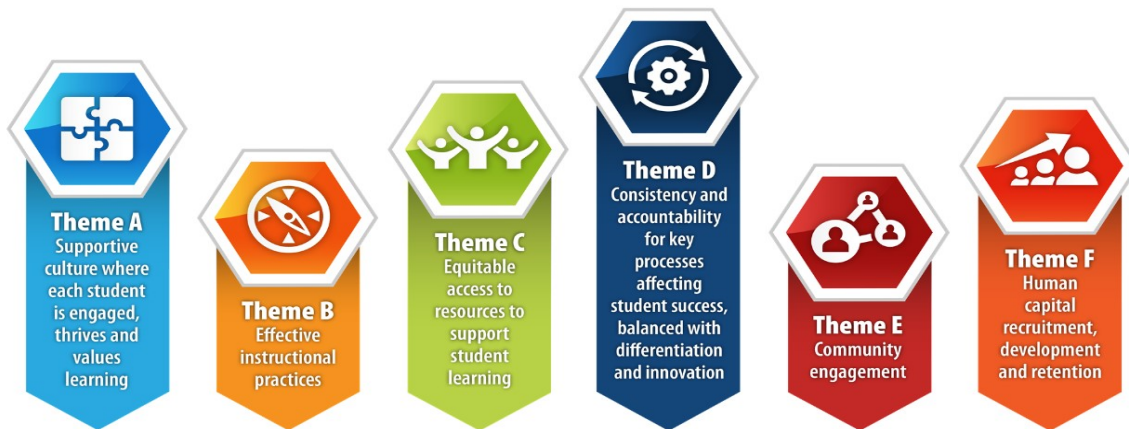 Theme A
Supportive
culture where
each student
is engaged,
thrives and
values
learning
Theme B
Effective
instructional
practices
Theme C
Equitable
access to
resources to
support
student
learning
Theme D
Consistency and
accountability
for key
processes
affecting
student success,
balanced with
differentiation
and innovation
Theme E
Community
engagement
Theme F
Human
capital
recruitment,
development
and retention